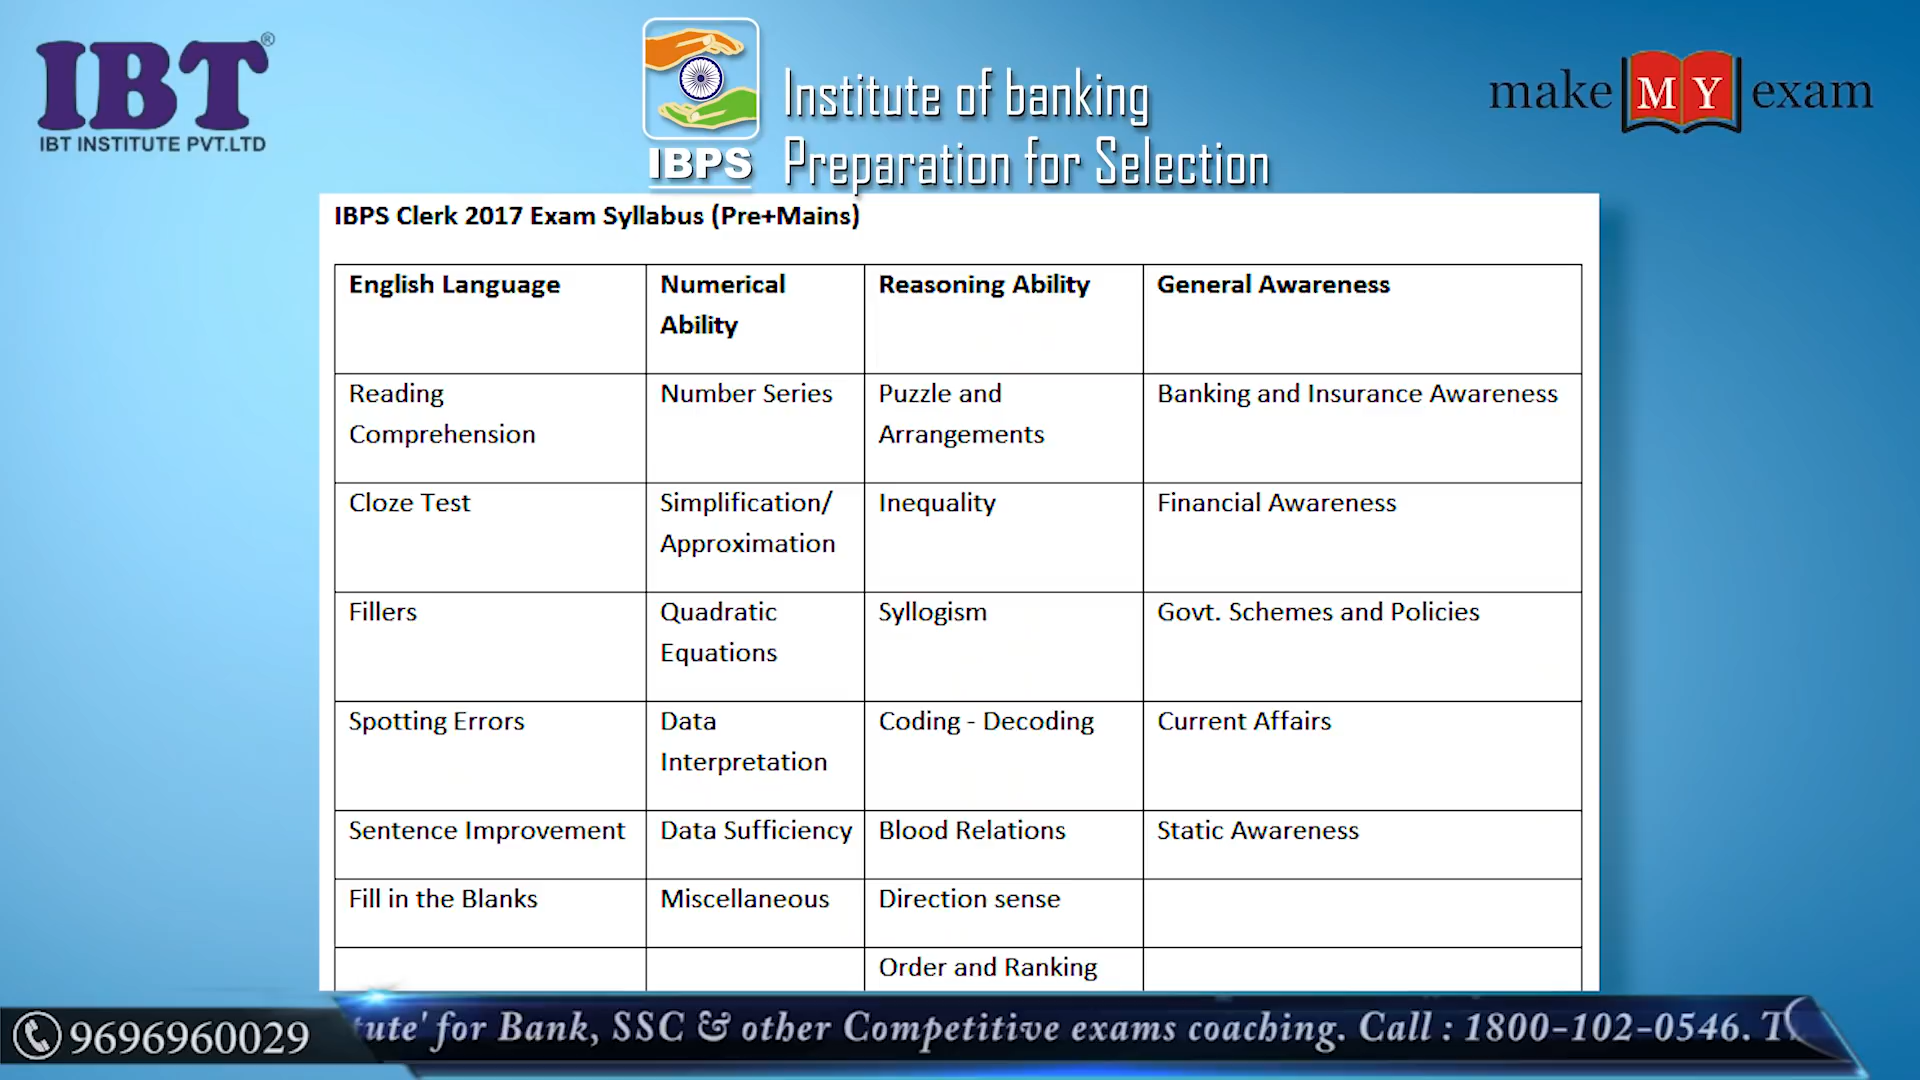 IBT®
IBT INSTITUTE PVT.LTD
IBPS
Institute of banking
Preparation for Selection
make MY exam
IBPS Clerk 2017 Exam Syllabus (Pre+Mains)
English Language
Numerical
Ability
Reasoning Ability
General Awareness
Reading
Comprehension
Number Series
Puzzle and
Arrangements
Banking and Insurance Awareness
Cloze Test
Simplification/
Approximation
Inequality
Financial Awareness
Fillers
Quadratic
Equations
Syllogism
Govt. Schemes and Policies
Spotting Errors
Data
Interpretation
Coding - Decoding
Current Affairs
Sentence Improvement
Data Sufficiency
Blood Relations
Static Awareness
Fill in the Blanks
Miscellaneous
Direction sense
Order and Ranking
9696960029
for Bank, SSC & other Competitive exams coaching. Call : 1800-102-0546.